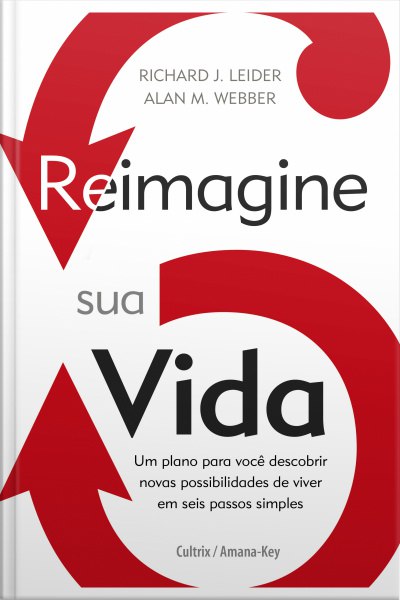 RICHARD J. LEIDER
ALAN M. WEBBER
Reimagine
sua
Vida
Um plano para você descobrir
novas possibilidades de viver
em seis passos simples
Cultrix / Amana-Key